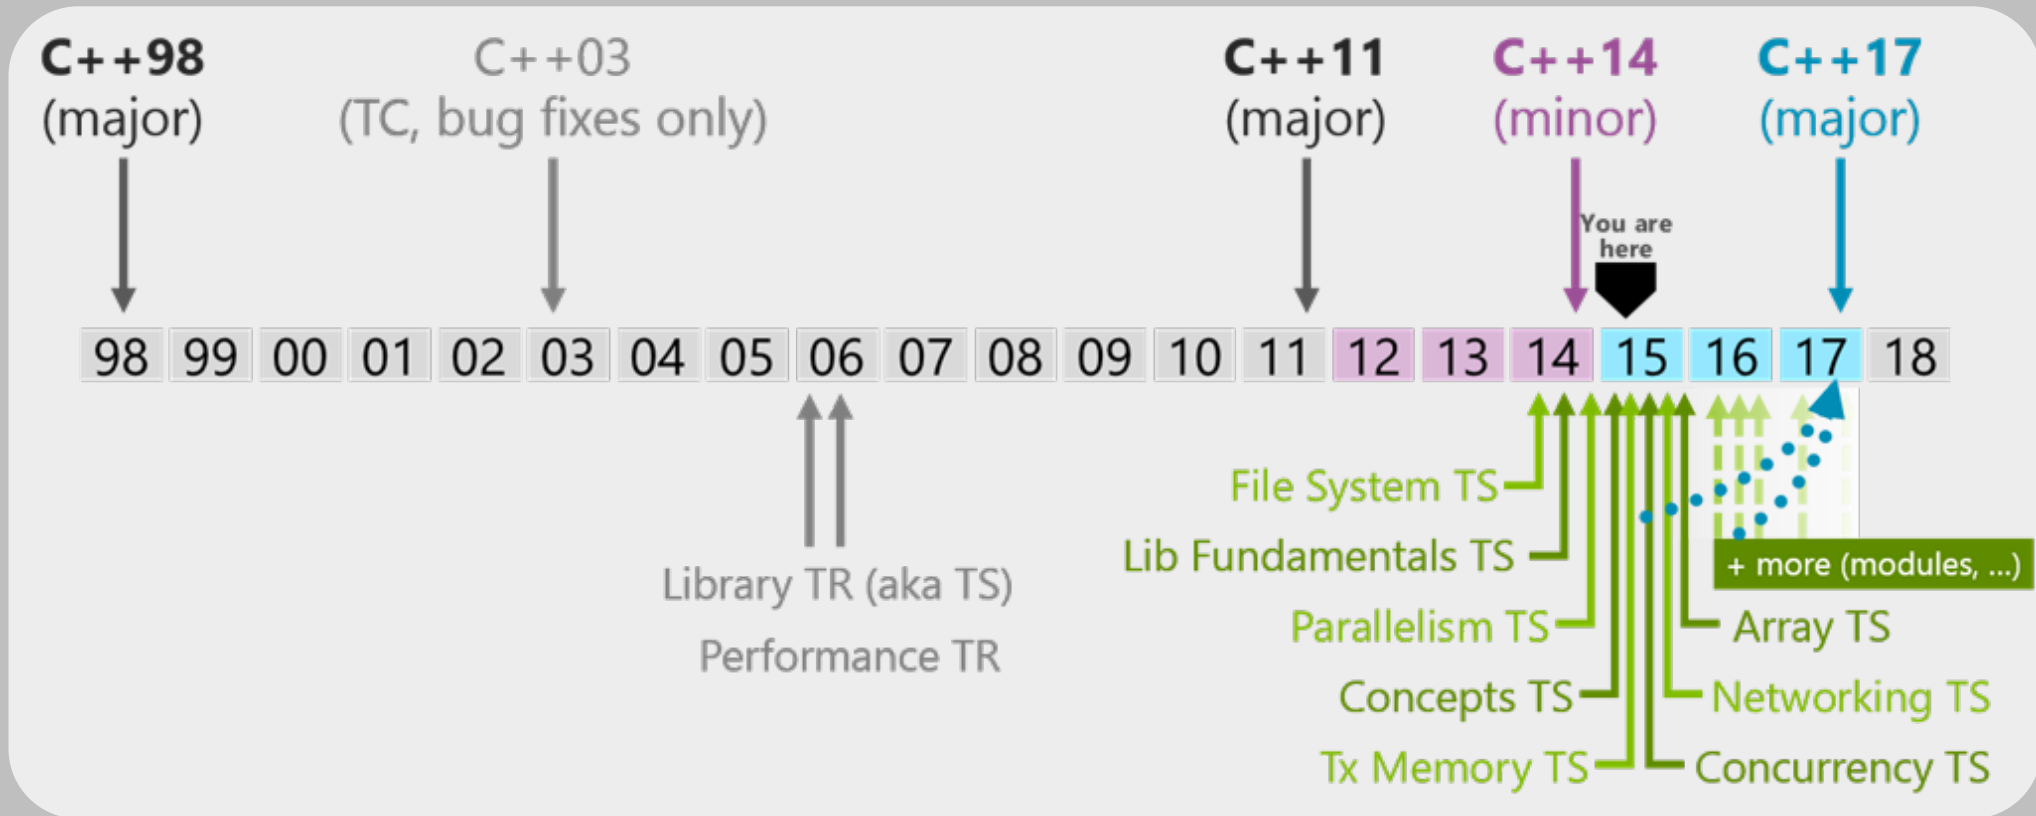 C++98
(major)
C++03
(TC, bug fixes only)
C++11
(major)
C++14
(minor)
C++17
(major)
You are
here
98 99 00 01 02 03 04 05 06 07 08 09 10 11 12 13 14 15 16 17 18
File System TS
Lib Fundamentals TS
+ more (modules, ...)
Library TR (aka TS)
Parallelism TS
Array TS
Performance TR
Concepts TS
Networking TS
Tx Memory TS
Concurrency TS